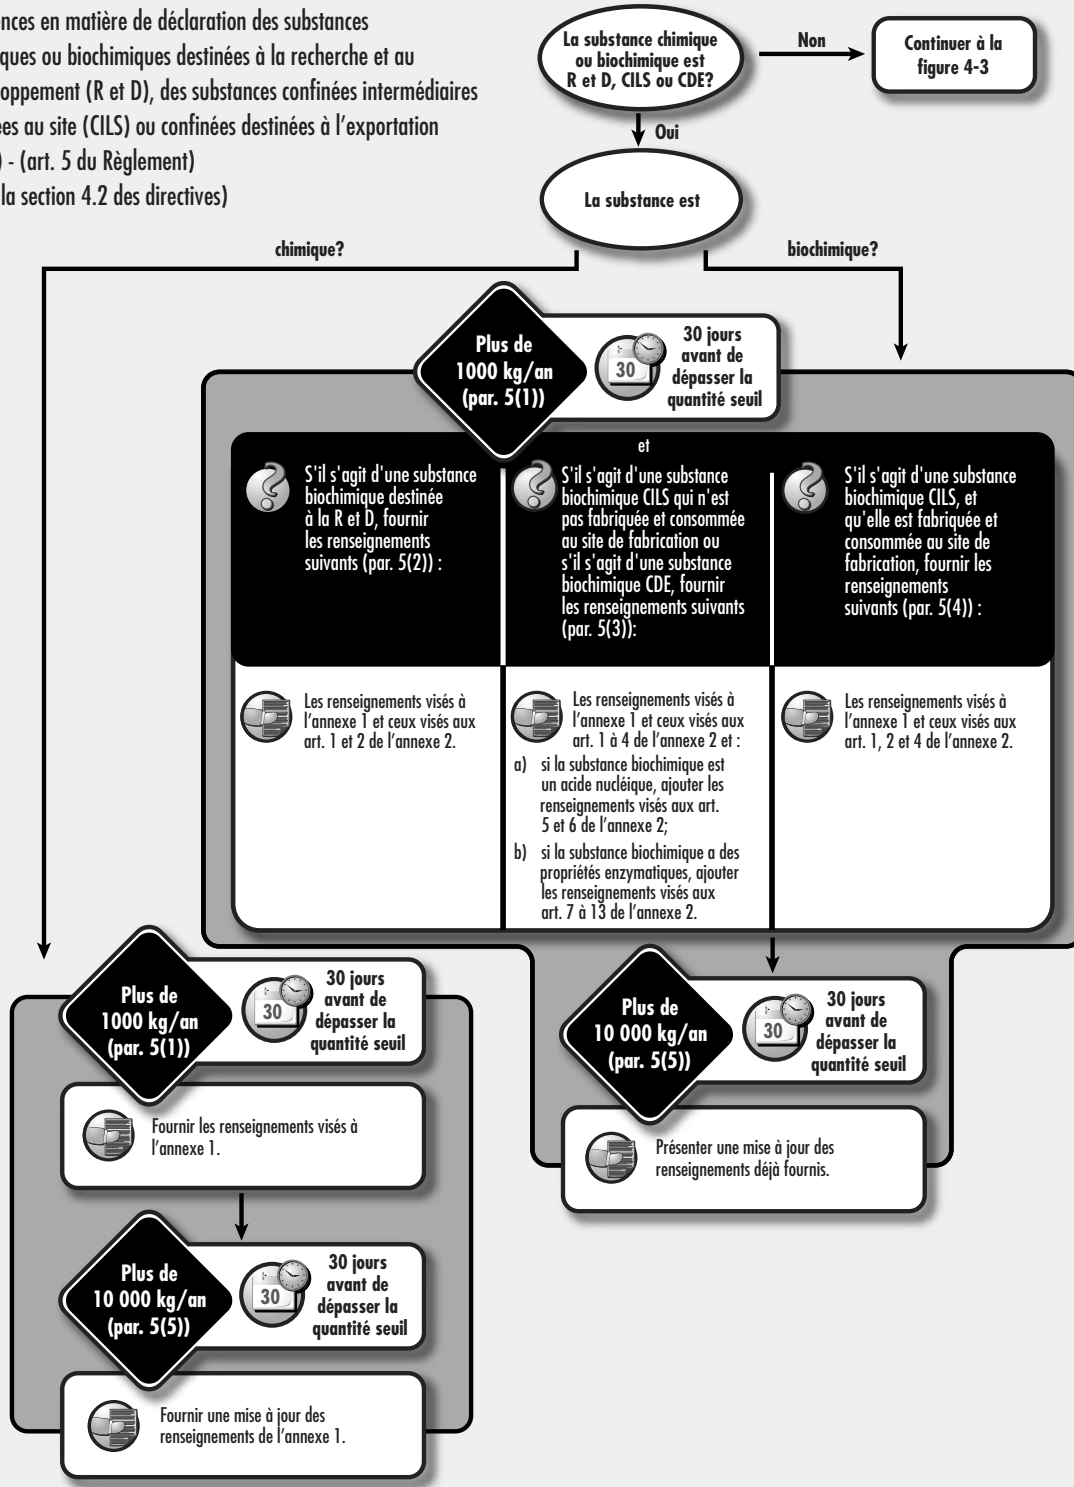 ences en matière de déclaration des substances
iques ou biochimiques destinées à la recherche et au
oppement (R et D), des substances confinées intermédiaires
ées au site (CILS) ou confinées destinées à l'exportation
) - (art. 5 du Règlement)
la section 4.2 des directives)
La substance chimique
ou biochimique est
R et D, CILS ou CDE?
Non
Continuer à la
figure 4-3
Oui
La substance est
chimique?
biochimique?
Plus de
1000 kg/an
(par. 5(1))
30
30 jours
avant de
dépasser la
quantité seuil
et
S'il s'agit d'une substance
biochimique destinée
à la R et D, fournir
les renseignements
suivants (par. 5(2)) :
S'il s'agit d'une substance
biochimique CILS qui n'est
pas fabriquée et consommée
au site de fabrication ou
s'il s'agit d'une substance
biochimique CDE, fournir
les renseignements suivants
(par. 5(3)):
S'il s'agit d'une substance
biochimique CILS, et
qu'elle est fabriquée et
consommée au site de
fabrication, fournir les
renseignements
suivants (par. 5(4)) :
Les renseignements visés à
l'annexe 1 et ceux visés aux
art. 1 et 2 de l'annexe 2.
Les renseignements visés à
l'annexe 1 et ceux visés aux
art. 1 à 4 de l'annexe 2 et :
a) si la substance biochimique est
un acide nucléique, ajouter les
renseignements visés aux art.
5 et 6 de l'annexe 2;
b) si la substance biochimique a des
propriétés enzymatiques, ajouter
les renseignements visés aux
art. 7 à 13 de l'annexe 2.
Les renseignements visés à
l'annexe 1 et ceux visés aux
art. 1, 2 et 4 de l'annexe 2.
Plus de
1000 kg/an
(par. 5(1))
30
30 jours
avant de
dépasser la
quantité seuil
Fournir les renseignements visés à
l'annexe 1.
Plus de
10 000 kg/an
(par. 5(5))
30
30 jours
avant de
dépasser la
quantité seuil
Fournir une mise à jour des
renseignements de l'annexe 1.
Plus de
10 000 kg/an
(par. 5(5))
30
30 jours
avant de
dépasser la
quantité seuil
Présenter une mise à jour des
renseignements déjà fournis.